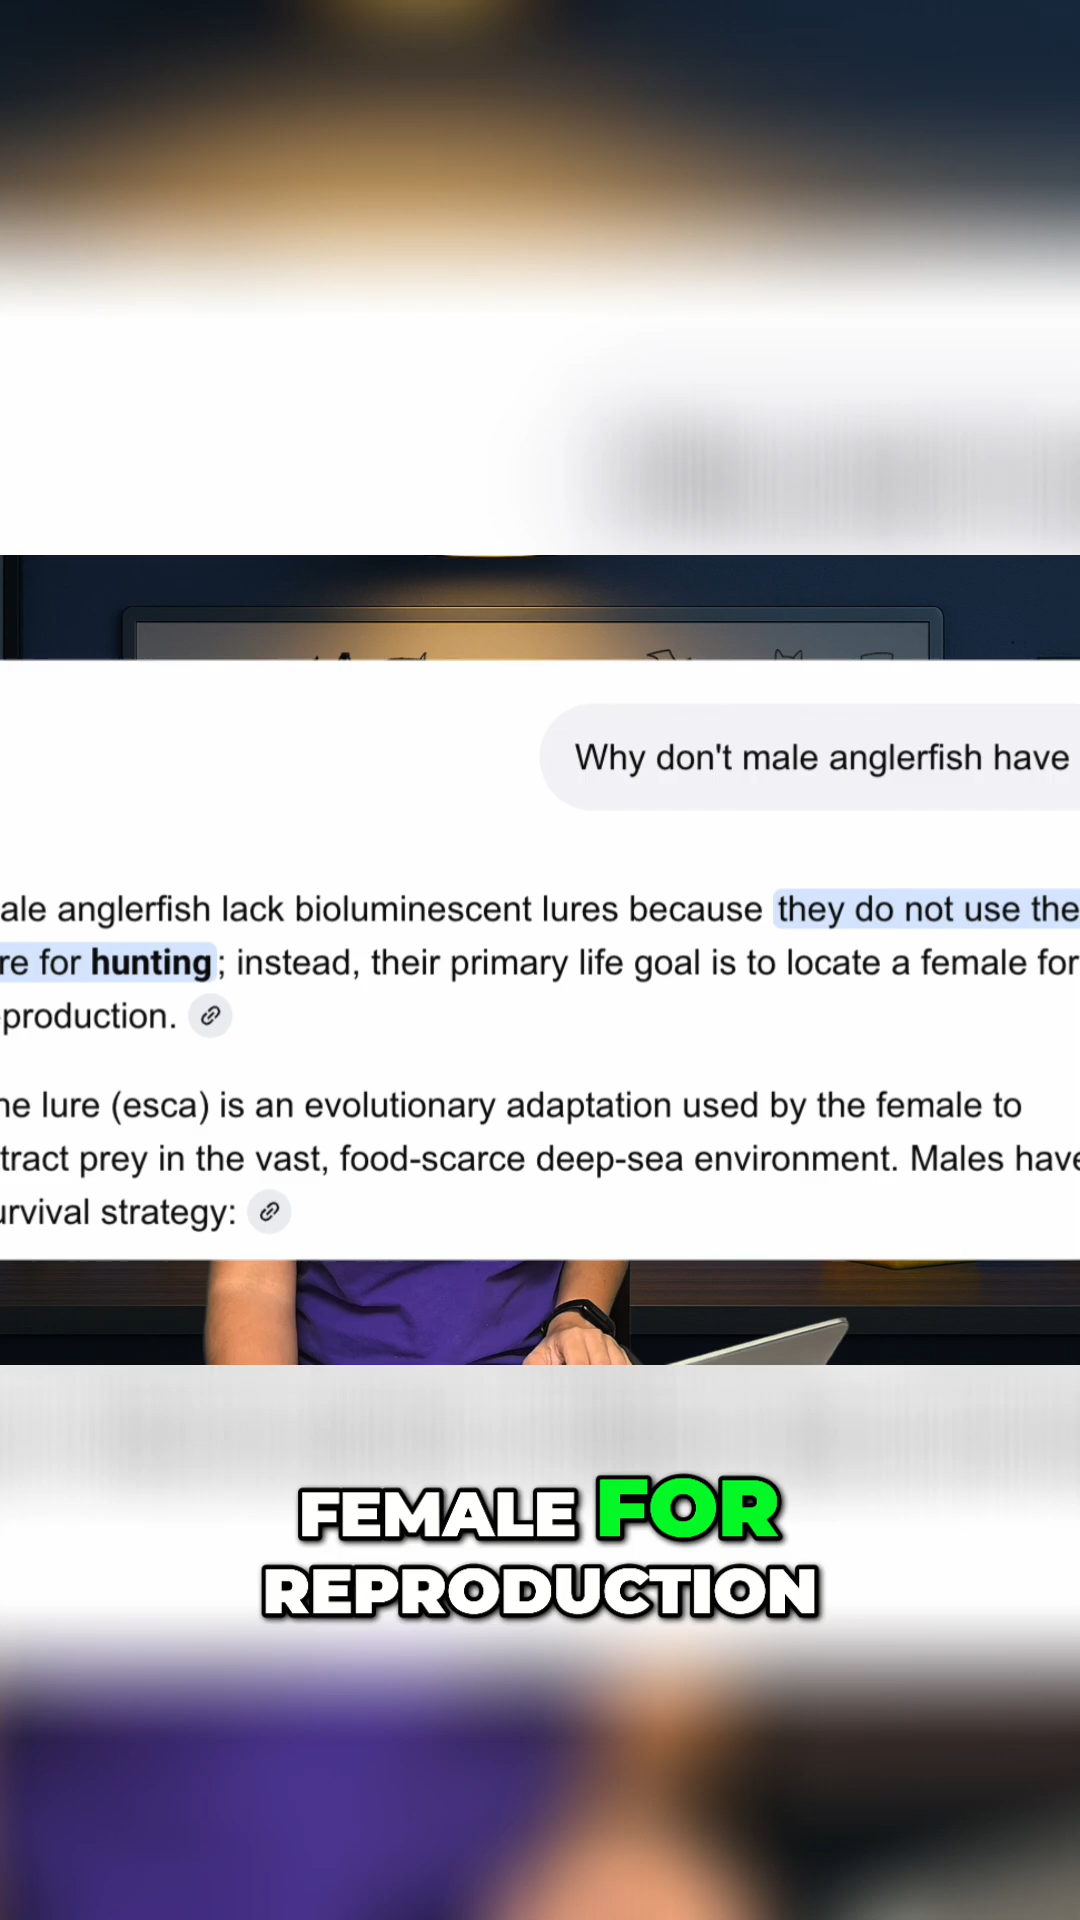 Why don't male anglerfish have
ale anglerfish lack bioluminescent lures because they do not use the
re for hunting; instead, their primary life goal is to locate a female for
production.
he lure (esca) is an evolutionary adaptation used by the female to
tract prey in the vast, food-scarce deep-sea environment. Males have
urvival strategy:
FEMALE FOR
REPRODUCTION